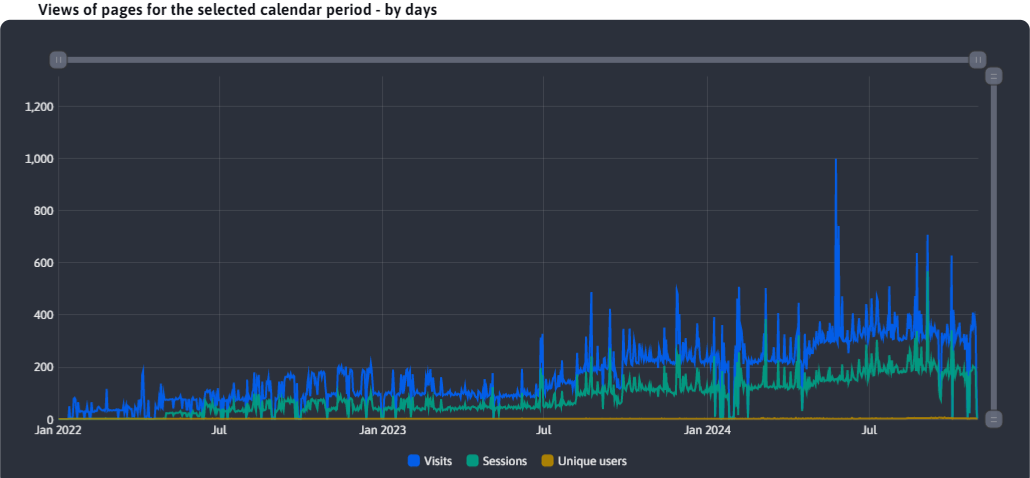 Views of pages for the selected calendar period - by days
1,200
1,000
800
600
400
200
0
Jan 2022 Jul Jan 2023 Jul Jan 2024 Jul
Visits Sessions Unique users